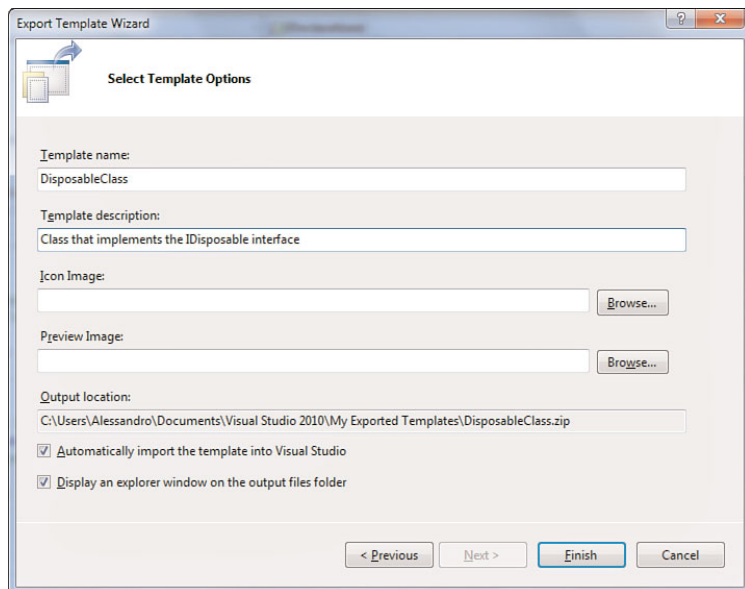 Export Template Wizard
Select Template Options
Template name:
DisposableClass
Template description:
Class that implements the IDisposable interface
Icon Image:
Browse...
Preview Image:
Browse...
Output location:
C:\Users\Alessandro\Documents\Visual Studio 2010\My Exported Templates\DisposableClass.zip
Automatically import the template into Visual Studio
Display an explorer window on the output files folder
< Previous
Next >
Finish
Cancel